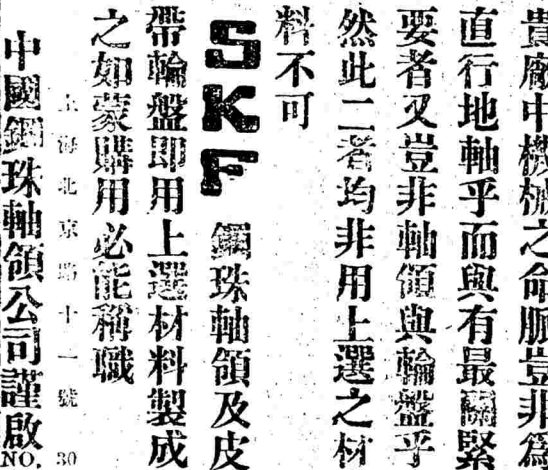 貴廠中機械之命脈豈非爲
直行地軸乎而與有最關緊
要者又豈非軸領與輪盤乎
然此二者均非用上選之材
料不可
SKF 鋼珠軸領及皮
帶輪盤即用上選材料製成
之如蒙購用必能稱職
上海北京路十一號
中國鋼珠軸領公司謹啟
NO. 30